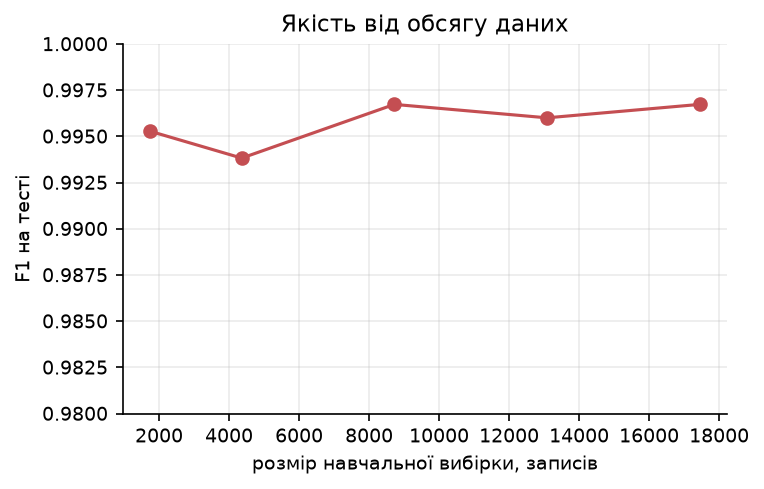 Якість від обсягу даних
1.0000
0.9975
0.9950
0.9925
0.9900
0.9875
0.9850
0.9825
0.9800
F1 на тесті
2000 4000 6000 8000 10000 12000 14000 16000 18000
розмір навчальної вибірки, записів